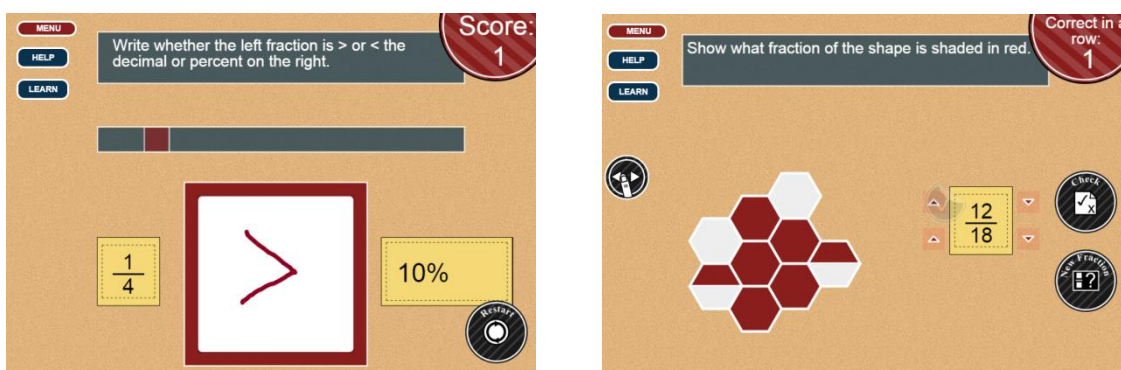 MENU
HELP
LEARN
Write whether the left fraction is > or < the
decimal or percent on the right.
Score:
1
1
4
>
10%
Restart
MENU
HELP
LEARN
Show what fraction of the shape is shaded in red.
Correct in a
row:
1
12
18
Check
New Fraction